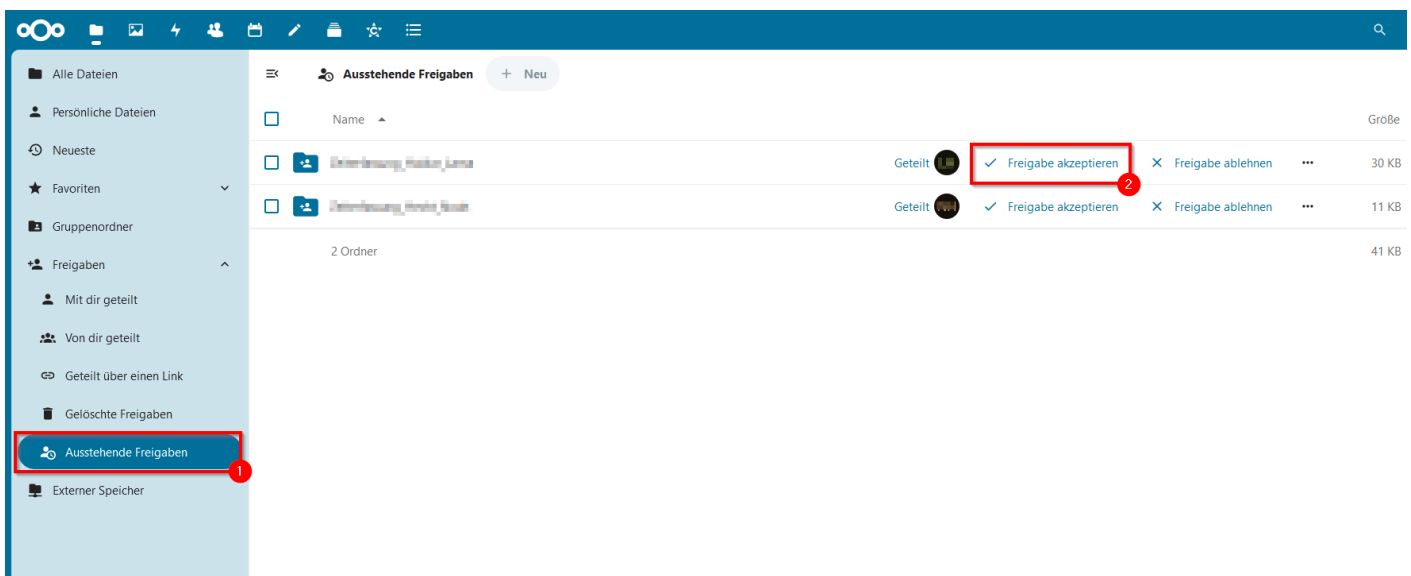 Alle Dateien
Persönliche Dateien
Neueste
Favoriten
Gruppenordner
Freigaben
Mit dir geteilt
Von dir geteilt
Geteilt über einen Link
Gelöschte Freigaben
Ausstehende Freigaben
1
Externer Speicher
Ausstehende Freigaben + Neu
Name Größe
Geteilt Freigabe akzeptieren Freigabe ablehnen 30 KB
2
Geteilt Freigabe akzeptieren Freigabe ablehnen 11 KB
2 Ordner 41 KB